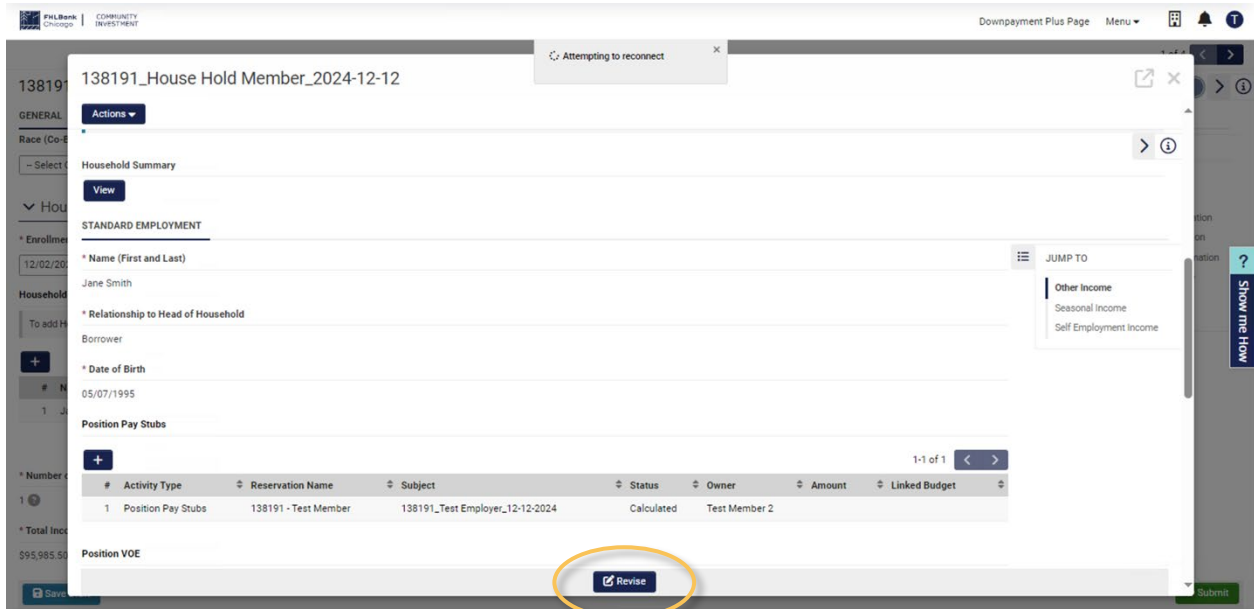 FHLBank Chicago | COMMUNITY INVESTMENT
Downpayment Plus Page Menu
T
1 of 4
Attempting to reconnect ×
138191
138191_House Hold Member_2024-12-12
GENERAL
Actions
Race (Co-B
-- Select
Household Summary
View
Hou
STANDARD EMPLOYMENT
* Enrollmen
* Name (First and Last)
JUMP TO
12/02/20
Jane Smith
Other Income
Household
Seasonal Income
* Relationship to Head of Household
Self Employment Income
To add H
Borrower
? Show me How
+
* Date of Birth
# N
05/07/1995
1 J
Position Pay Stubs
+ 1-1 of 1
* Number o
# Activity Type Reservation Name Subject Status Owner Amount Linked Budget
1
1 Position Pay Stubs 138191 - Test Member 138191_Test Employer_12-12-2024 Calculated Test Member 2
* Total Inco
$95,985.50
Position VOE
Revise
Save
Submit